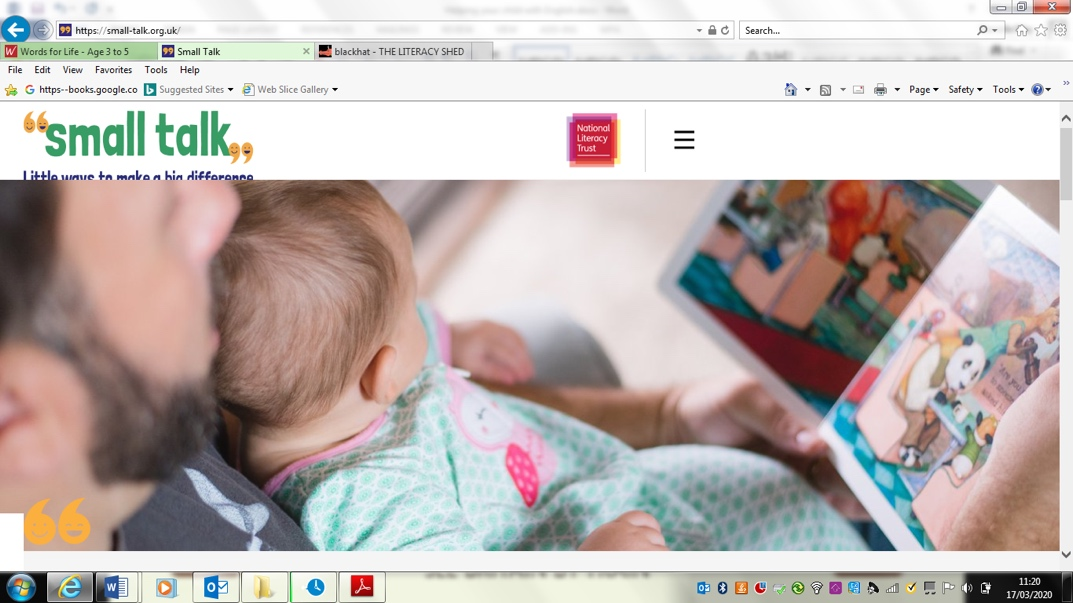 https://small-talk.org.uk/
Search...
Words for Life - Age 3 to 5
Small Talk
blackhat - THE LITERACY SHED
File Edit View Favorites Tools Help
https--books.google.co
Suggested Sites
Web Slice Gallery
Page
Safety
Tools
small talk
Little ways to make a big difference
National
Literacy
Trust
11:20
17/03/2020